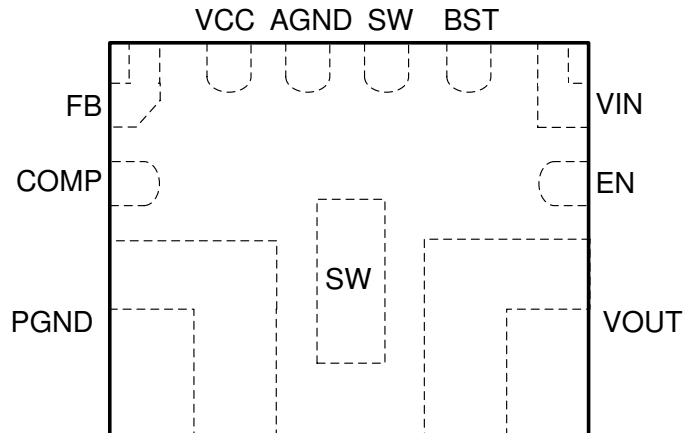 VCC AGND SW BST
FB
VIN
COMP
EN
SW
PGND
VOUT